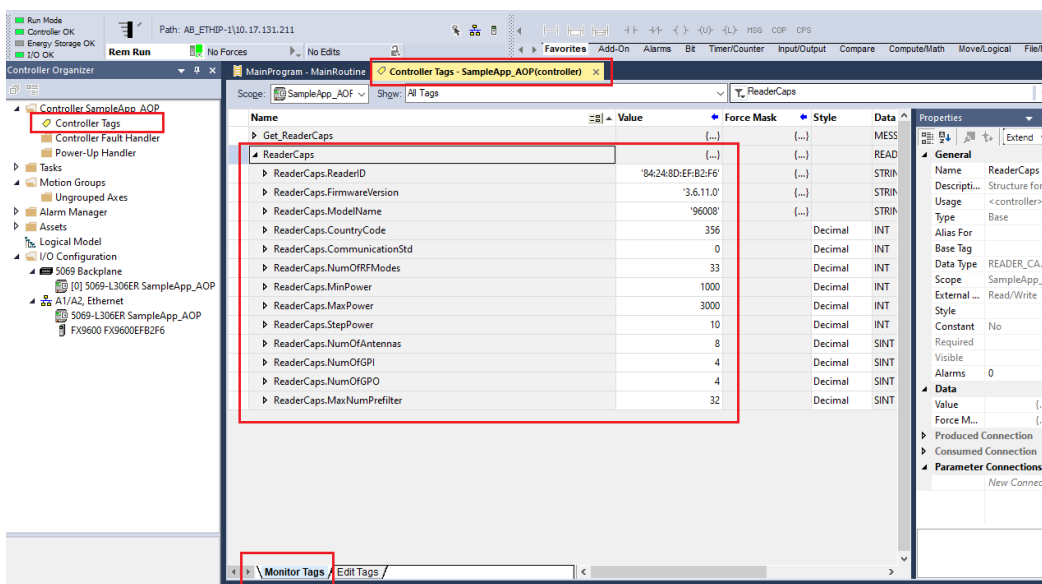 Run Mode
Controller OK
Energy Storage OK
I/O OK
Path: AB_ETHIP-1\10.17.131.211
Rem Run
No Forces
No Edits
MSG COP CPS
Favorites Add-On Alarms Bit Timer/Counter Input/Output Compare Compute/Math Move/Logical
Controller Organizer
MainProgram - MainRoutine
Controller Tags - SampleApp_AOP(controller)
Scope: SampleApp_AOF Show: All Tags ReaderCaps
Controller SampleApp_AOP
Controller Tags
Controller Fault Handler
Power-Up Handler
Tasks
Motion Groups
Ungrouped Axes
Alarm Manager
Assets
Logical Model
I/O Configuration
5069 Backplane
[0] 5069-L306ER SampleApp_AOP
A1/A2, Ethernet
5069-L306ER SampleApp_AOP
FX9600 FX9600EFB2F6
Name Value Force Mask Style Data
Get_ReaderCaps {...} {...} MESS
ReaderCaps {...} {...} READ
ReaderCaps.ReaderID '84:24:8D:EF:B2:F6' {...} STRIN
ReaderCaps.FirmwareVersion '3.6.11.0' {...} STRIN
ReaderCaps.ModelName '96008' {...} STRIN
ReaderCaps.CountryCode 356 Decimal INT
ReaderCaps.CommunicationStd 0 Decimal INT
ReaderCaps.NumOfRFModes 33 Decimal INT
ReaderCaps.MinPower 1000 Decimal INT
ReaderCaps.MaxPower 3000 Decimal INT
ReaderCaps.StepPower 10 Decimal INT
ReaderCaps.NumOfAntennas 8 Decimal SINT
ReaderCaps.NumOfGPI 4 Decimal SINT
ReaderCaps.NumOfGPO 4 Decimal SINT
ReaderCaps.MaxNumPrefilter 32 Decimal SINT
Monitor Tags Edit Tags
Properties
Extend
General
Name ReaderCaps
Descripti... Structure for
Usage <controller>
Type Base
Alias For
Base Tag
Data Type READER_CA.
Scope SampleApp_
External ... Read/Write
Style
Constant No
Required
Visible
Alarms 0
Data
Value {.
Force M... {.
Produced Connection
Consumed Connection
Parameter Connections
New Connec